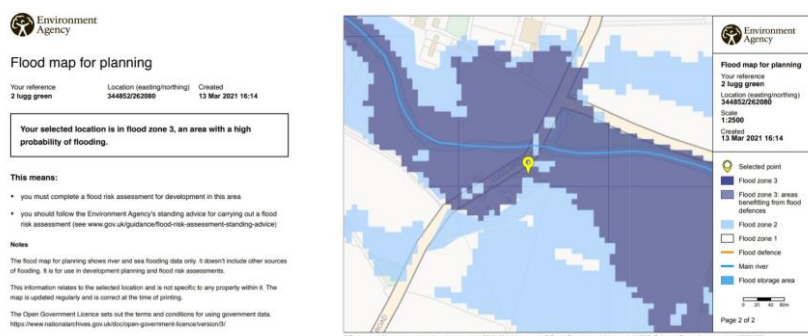 Environment
Agency
Flood map for planning
Your reference
2 lugg green
Location (easting/northing)
344852/262080
Created
13 Mar 2021 16:14
Your selected location is in flood zone 3, an area with a high
probability of flooding.
This means:
• you must complete a flood risk assessment for development in this area
• you should follow the Environment Agency's standing advice for carrying out a flood
risk assessment (see www.gov.uk/guidance/flood-risk-assessment-standing-advice)
Notes
The flood map for planning shows river and sea flooding data only. It doesn't include other sources
of flooding. It is for use in development planning and flood risk assessments.
This information relates to the selected location and is not specific to any property within it. The
map is updated regularly and is correct at the time of printing.
The Open Government Licence sets out the terms and conditions for using government data.
https://www.nationalarchives.gov.uk/doc/open-government-licence/version/3/
ROAD
Environment
Agency
Flood map for planning
Your reference
2 lugg green
Location (easting/northing)
344852/262080
Scale
1:2500
Created
13 Mar 2021 16:14
Selected point
Flood zone 3
Flood zone 3: areas
benefitting from flood
defences
Flood zone 2
Flood zone 1
Flood defence
Main river
Flood storage area
0 20 40 60m
Page 2 of 2